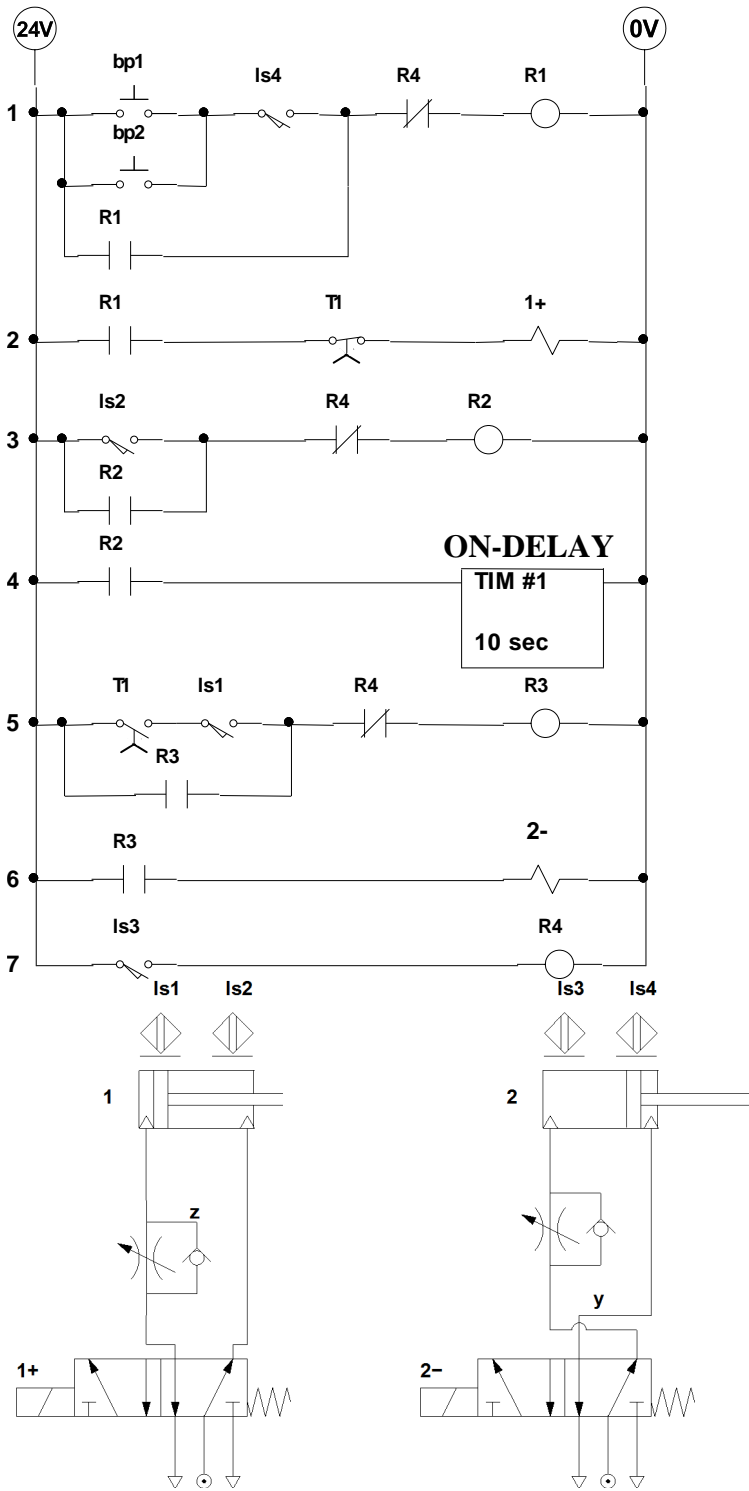 24V 0V
bp1 ls4 R4 R1
1
bp2
R1
R1 T1 1+
2
ls2 R4 R2
3
R2
R2 ON-DELAY
4 TIM #1
10 sec
T1 ls1 R4 R3
5
R3
R3 2-
6
ls3 R4
7
ls1 ls2 ls3 ls4
1 2
z
y
1+ 2−